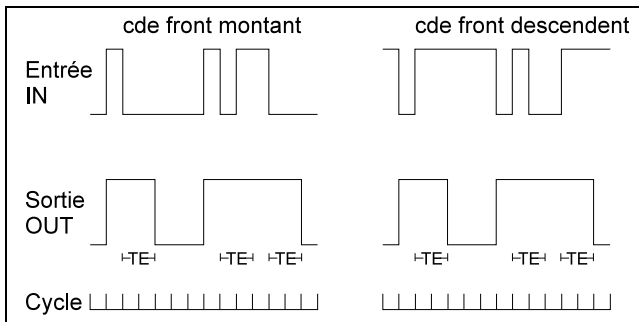 cde front montant
cde front descendent
Entrée
IN
Sortie
OUT
TE
TE
TE
TE
TE
TE
Cycle